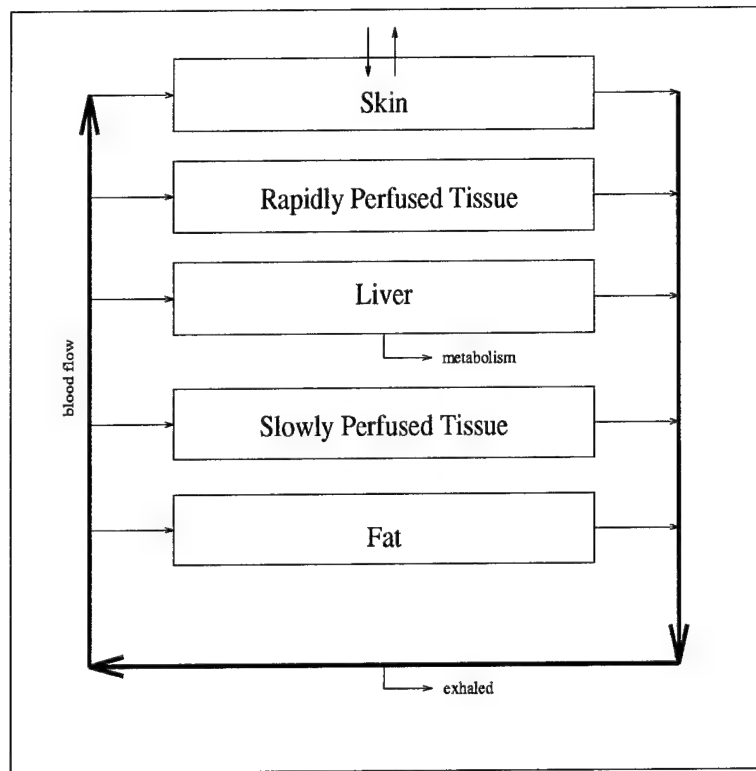 Skin
Rapidly Perfused Tissue
Liver
metabolism
blood flow
Slowly Perfused Tissue
Fat
exhaled